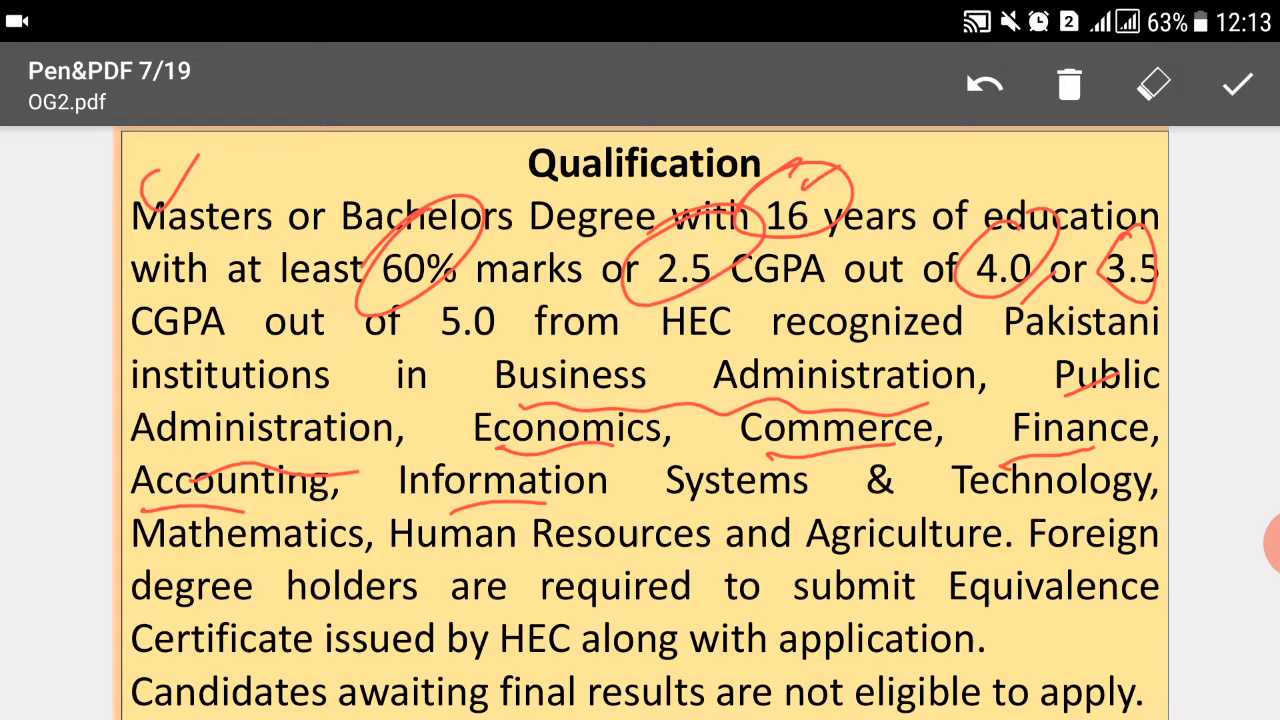 63% 12:13
Pen&PDF 7/19
OG2.pdf
Qualification
Masters or Bachelors Degree with 16 years of education
with at least 60% marks or 2.5 CGPA out of 4.0 or 3.5
CGPA out of 5.0 from HEC recognized Pakistani
institutions in Business Administration, Public
Administration, Economics, Commerce, Finance,
Accounting, Information Systems & Technology,
Mathematics, Human Resources and Agriculture. Foreign
degree holders are required to submit Equivalence
Certificate issued by HEC along with application.
Candidates awaiting final results are not eligible to apply.